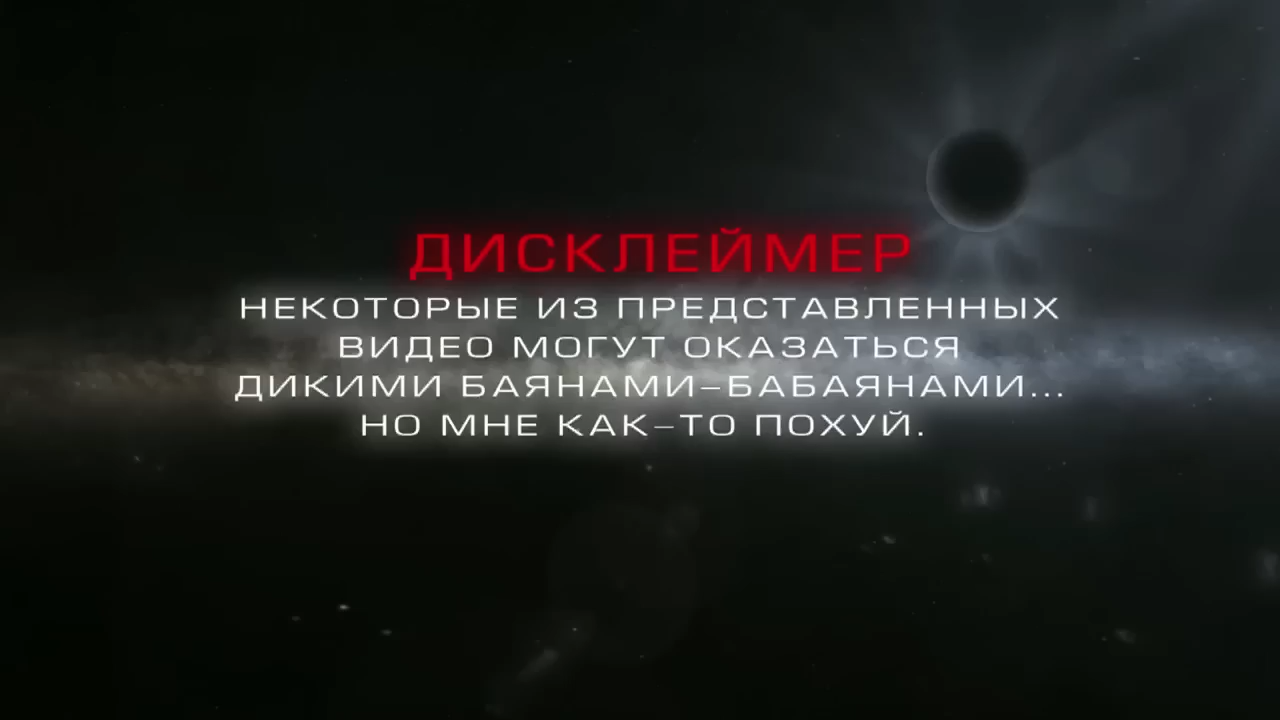 ДИСКЛЕЙМЕР
НЕКОТОРЫЕ ИЗ ПРЕДСТАВЛЕННЫХ
ВИДЕО МОГУТ ОКАЗАТЬСЯ
ДИКИМИ БАЯНАМИ–БАБАЯНАМИ...
НО МНЕ КАК–ТО ПОХУЙ.